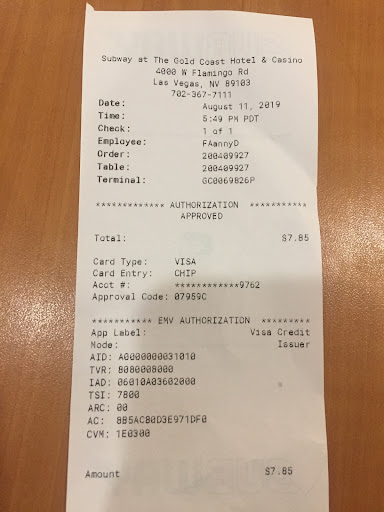 Subway at The Gold Coast Hotel & Casino
4000 W Flamingo Rd
Las Vegas, NV 89103
702-367-7111
Date: August 11, 2019
Time: 5:49 PM PDT
Check: 1 of 1
Employee: FAannyD
Order: 200409927
Table: 200409927
Terminal: GC0069826P
************* AUTHORIZATION ***********
APPROVED
Total: $7.85
Card Type: VISA
Card Entry: CHIP
Acct #: ************9762
Approval Code: 07959C
*********** EMV AUTHORIZATION *********
App Label: Visa Credit
Mode: Issuer
AID: A0000000031010
TVR: 8080008000
IAD: 06010A03602000
TSI: 7800
ARC: 00
AC: 8B5AC80D3E971DF0
CVM: 1E0300
Amount $7.85